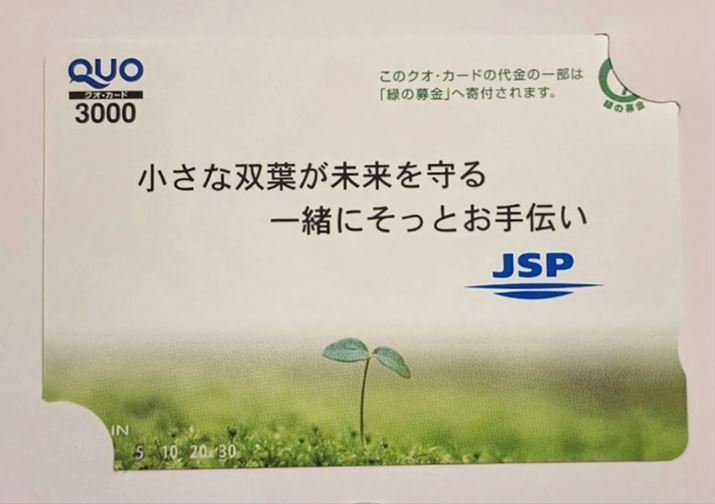 QUO
クオ・カード
3000
このクオ・カードの代金の一部は
「緑の募金」へ寄付されます。
緑の募金
小さな双葉が未来を守る
一緒にそっとお手伝い
JSP
IN
5 10 20 30